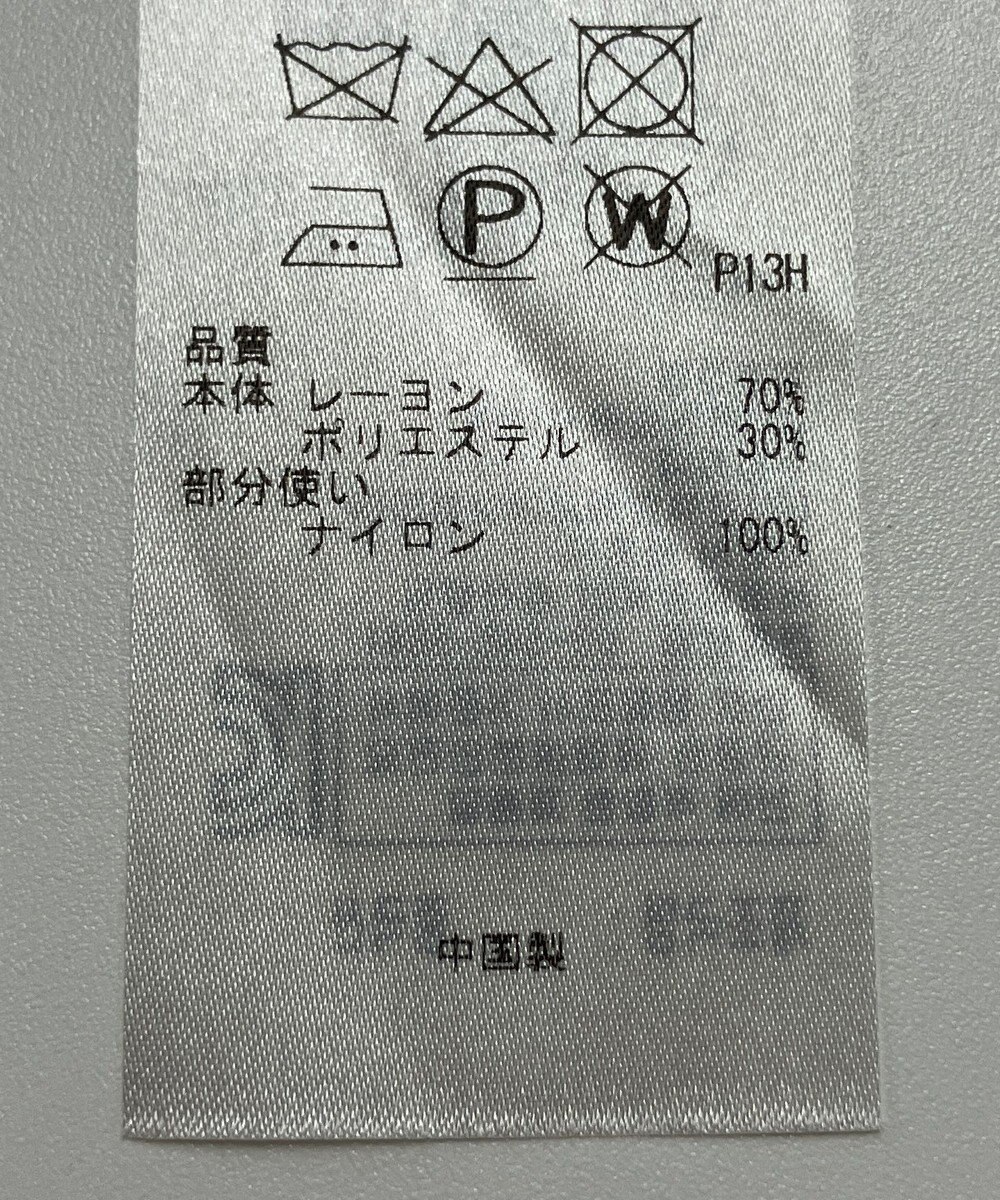 P W P13H
品質
本体 レーヨン 70%
ポリエステル 30%
部分使い
ナイロン 100%
中国製